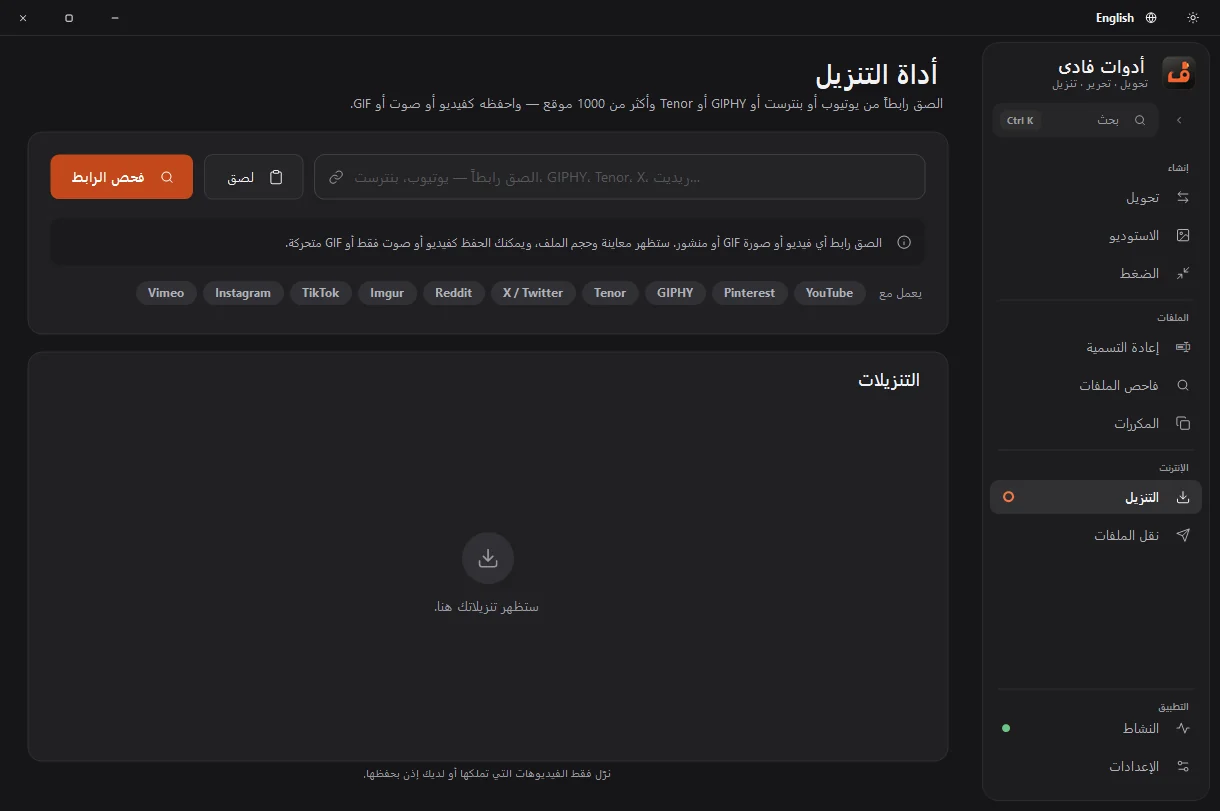 English
أدوات فادى
تحويل · تحرير · تنزيل
بحث
Ctrl K
إنشاء
تحويل
الاستوديو
الضغط
الملفات
إعادة التسمية
فاحص الملفات
المكررات
الإنترنت
التنزيل
نقل الملفات
التطبيق
النشاط
الإعدادات
أداة التنزيل
الصق رابطاً من يوتيوب أو بنترست أو GIPHY أو Tenor وأكثر من 1000 موقع — واحفظه كفيديو أو صوت أو GIF.
الصق رابطاً — يوتيوب، بنترست، GIPHY، Tenor، X، ريديت...
لصق
فحص الرابط
الصق رابط أي فيديو أو صورة GIF أو منشور. ستظهر معاينة وحجم الملف، ويمكنك الحفظ كفيديو أو صوت فقط أو GIF متحركة.
يعمل مع YouTube Pinterest GIPHY Tenor X / Twitter Reddit Imgur TikTok Instagram Vimeo
التنزيلات
ستظهر تنزيلاتك هنا.
نزّل فقط الفيديوهات التي تملكها أو لديك إذن بحفظها.